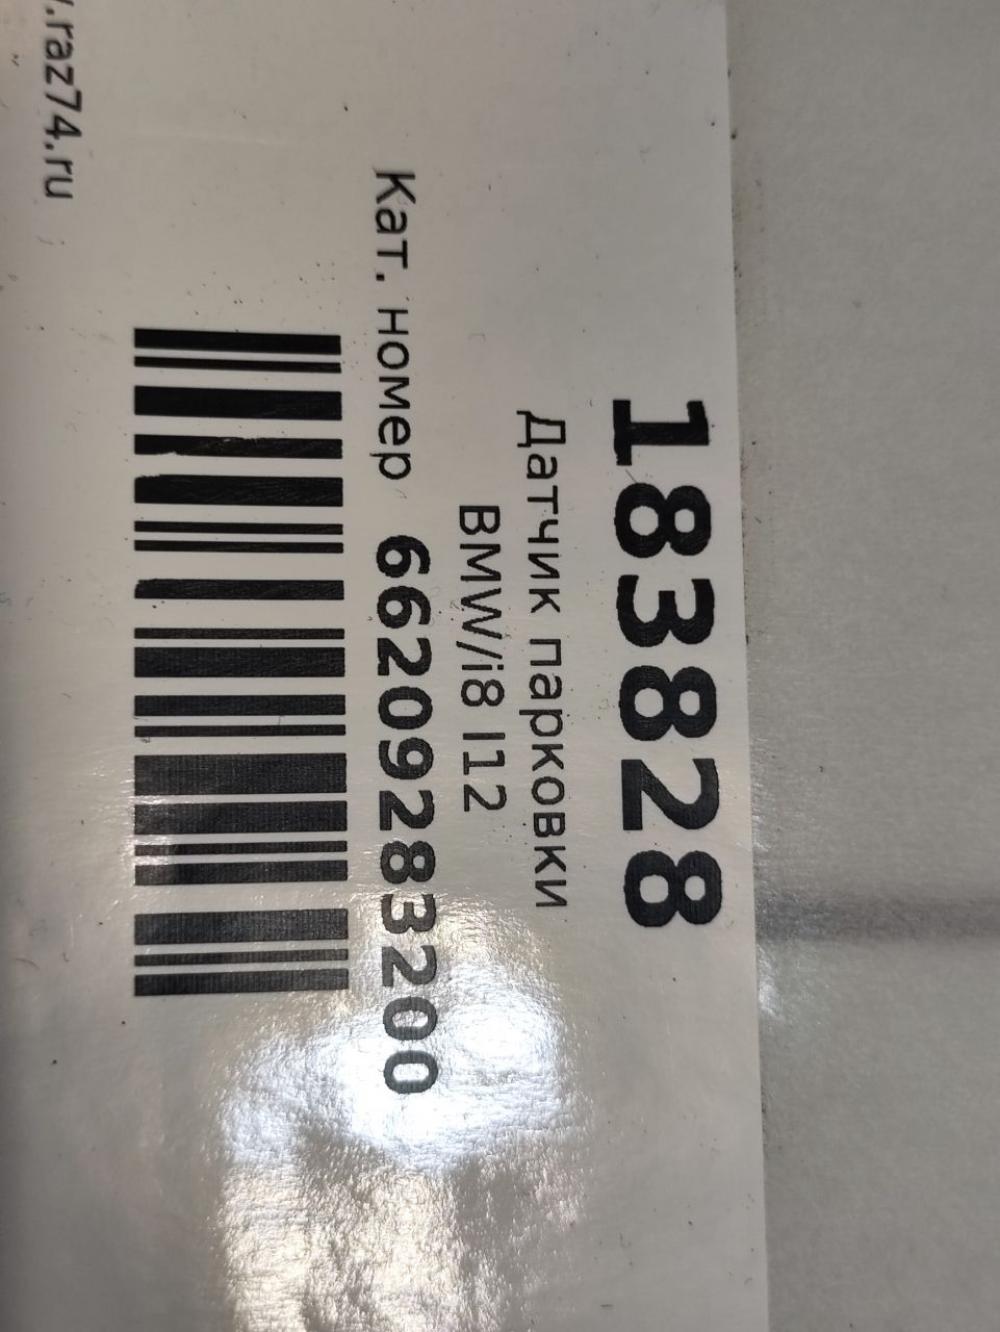 183828
Датчик парковки
BMW/i8 I12
Кат. номер 66209283200
.raz74.ru